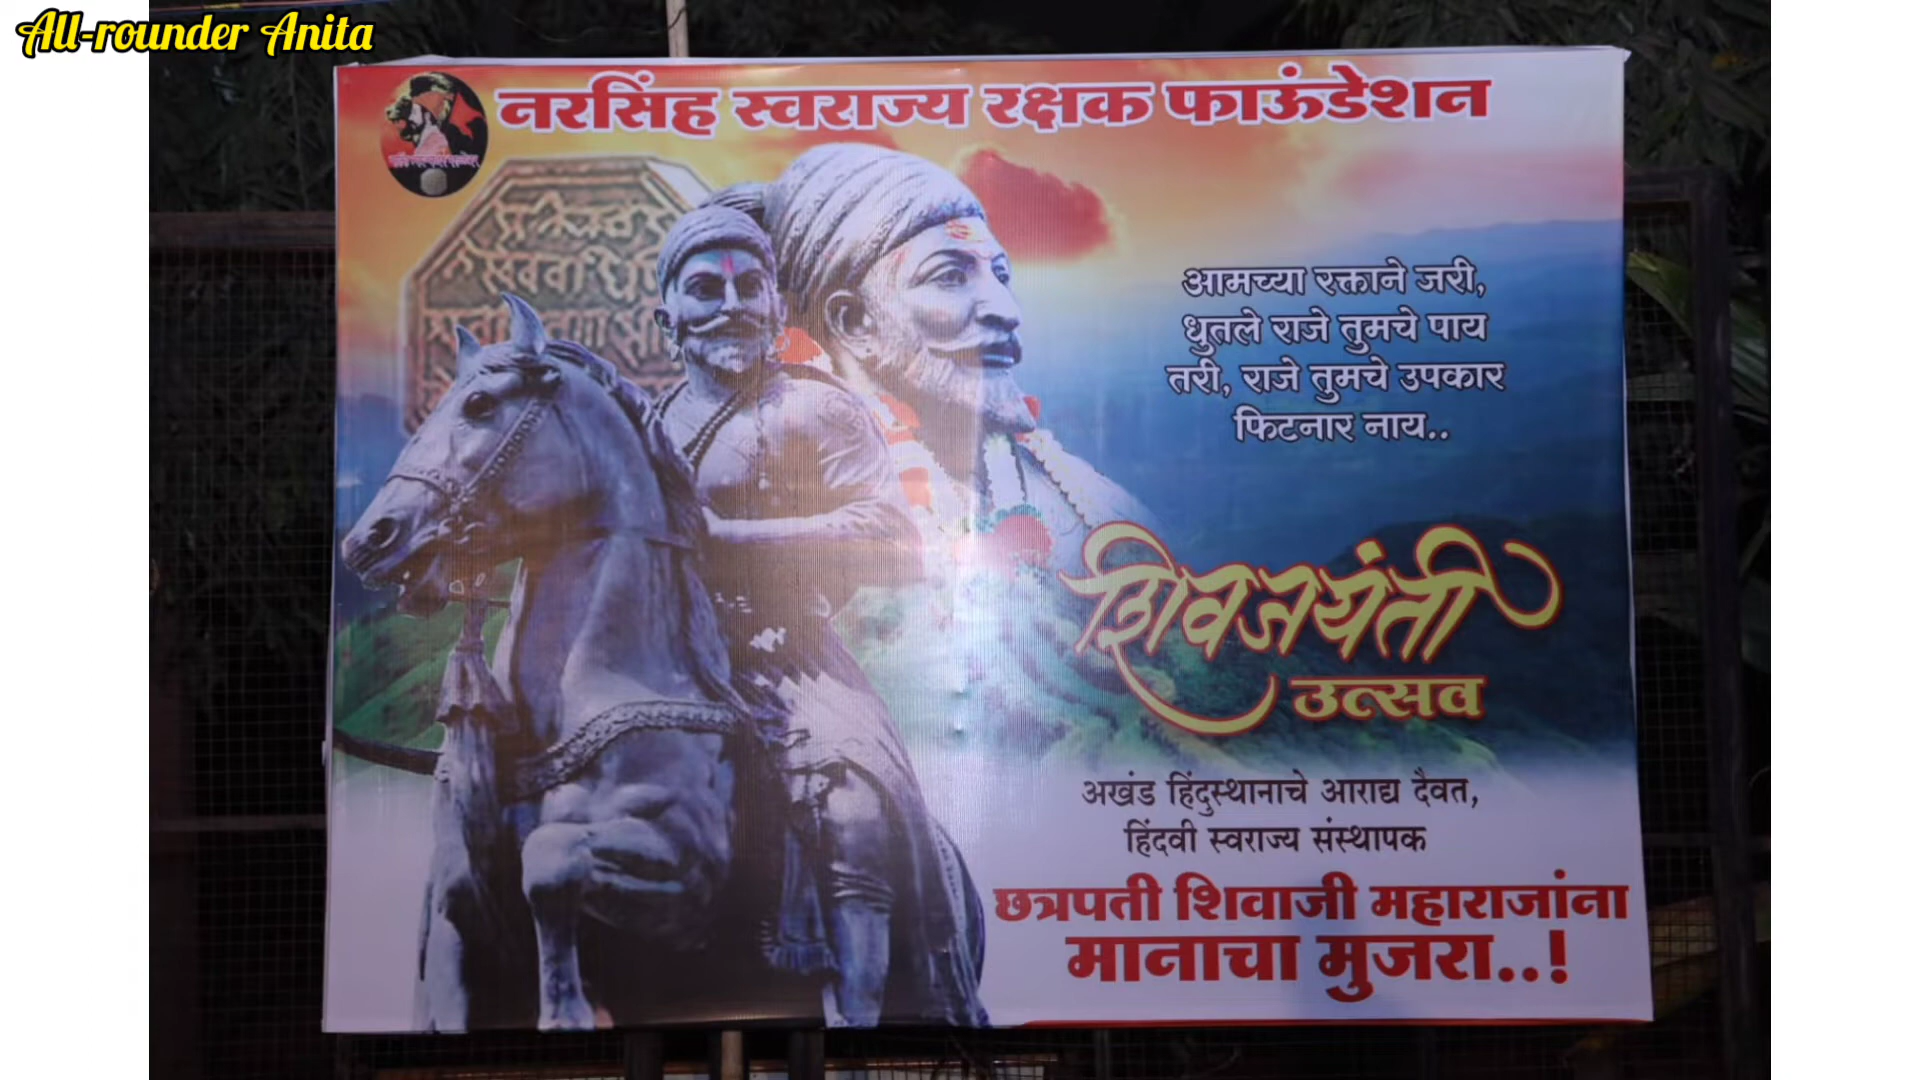 All-rounder Anita
नरसिंह स्वराज्य रक्षक फाऊंडेशन
आमच्या रक्ताने जरी,
धुतले राजे तुमचे पाय
तरी, राजे तुमचे उपकार
फिटनार नाय..
शिवजयंती
उत्सव
अखंड हिंदुस्थानाचे आराद्य दैवत,
हिंदवी स्वराज्य संस्थापक
छत्रपती शिवाजी महाराजांना
मानाचा मुजरा..!